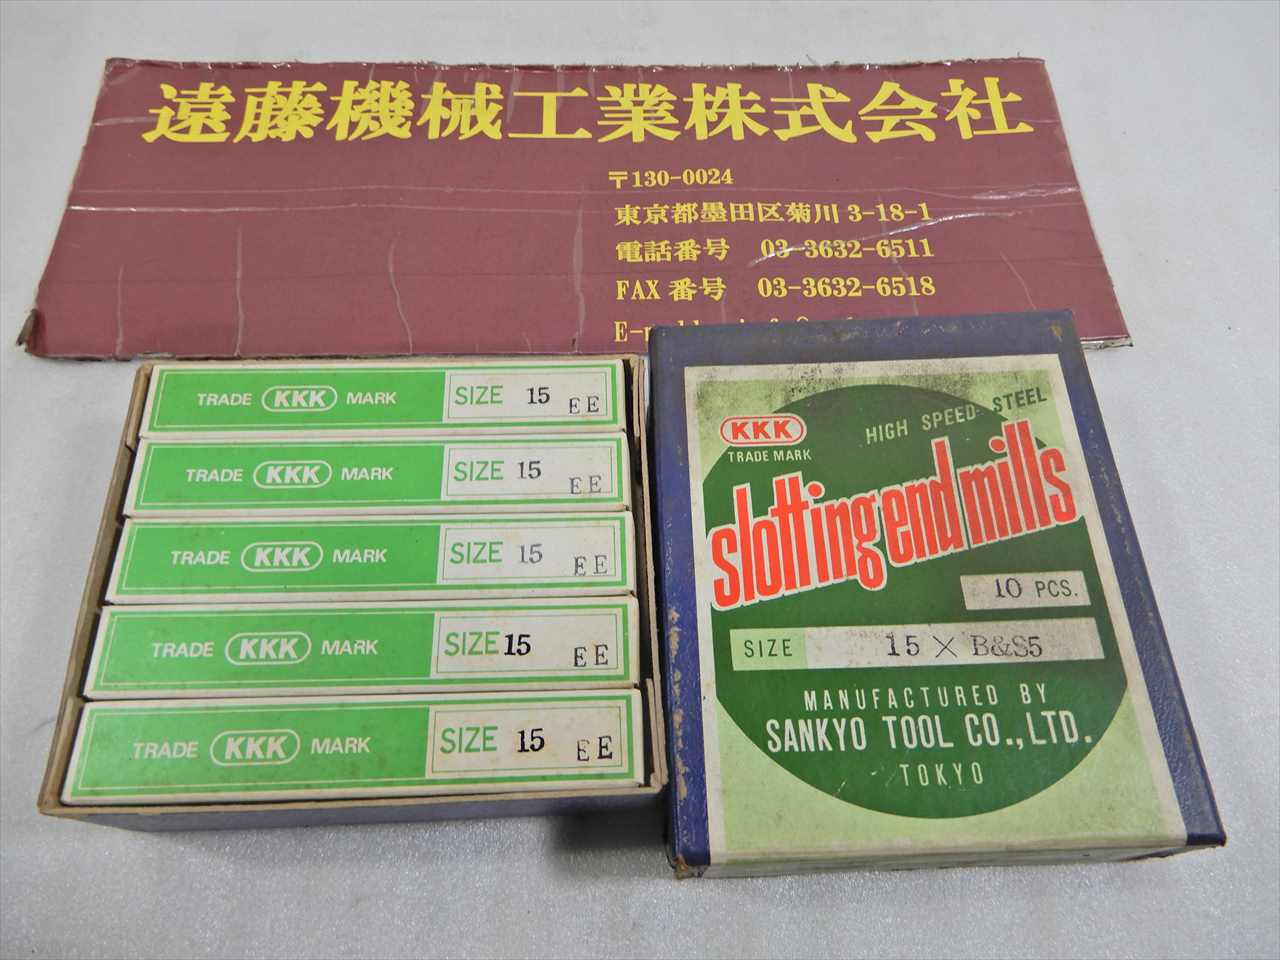 遠藤機械工業株式会社
〒130-0024
東京都墨田区菊川3-18-1
電話番号 03-3632-6511
FAX番号 03-3632-6518
TRADE KKK MARK SIZE 15 EE
TRADE KKK MARK SIZE 15 EE
TRADE KKK MARK SIZE 15 EE
TRADE KKK MARK SIZE 15 EE
TRADE KKK MARK SIZE 15 EE
KKK
TRADE MARK
HIGH SPEED STEEL
slotting end mills
10 PCS.
SIZE 15 × B&S5
MANUFACTURED BY
SANKYO TOOL CO., LTD.
TOKYO